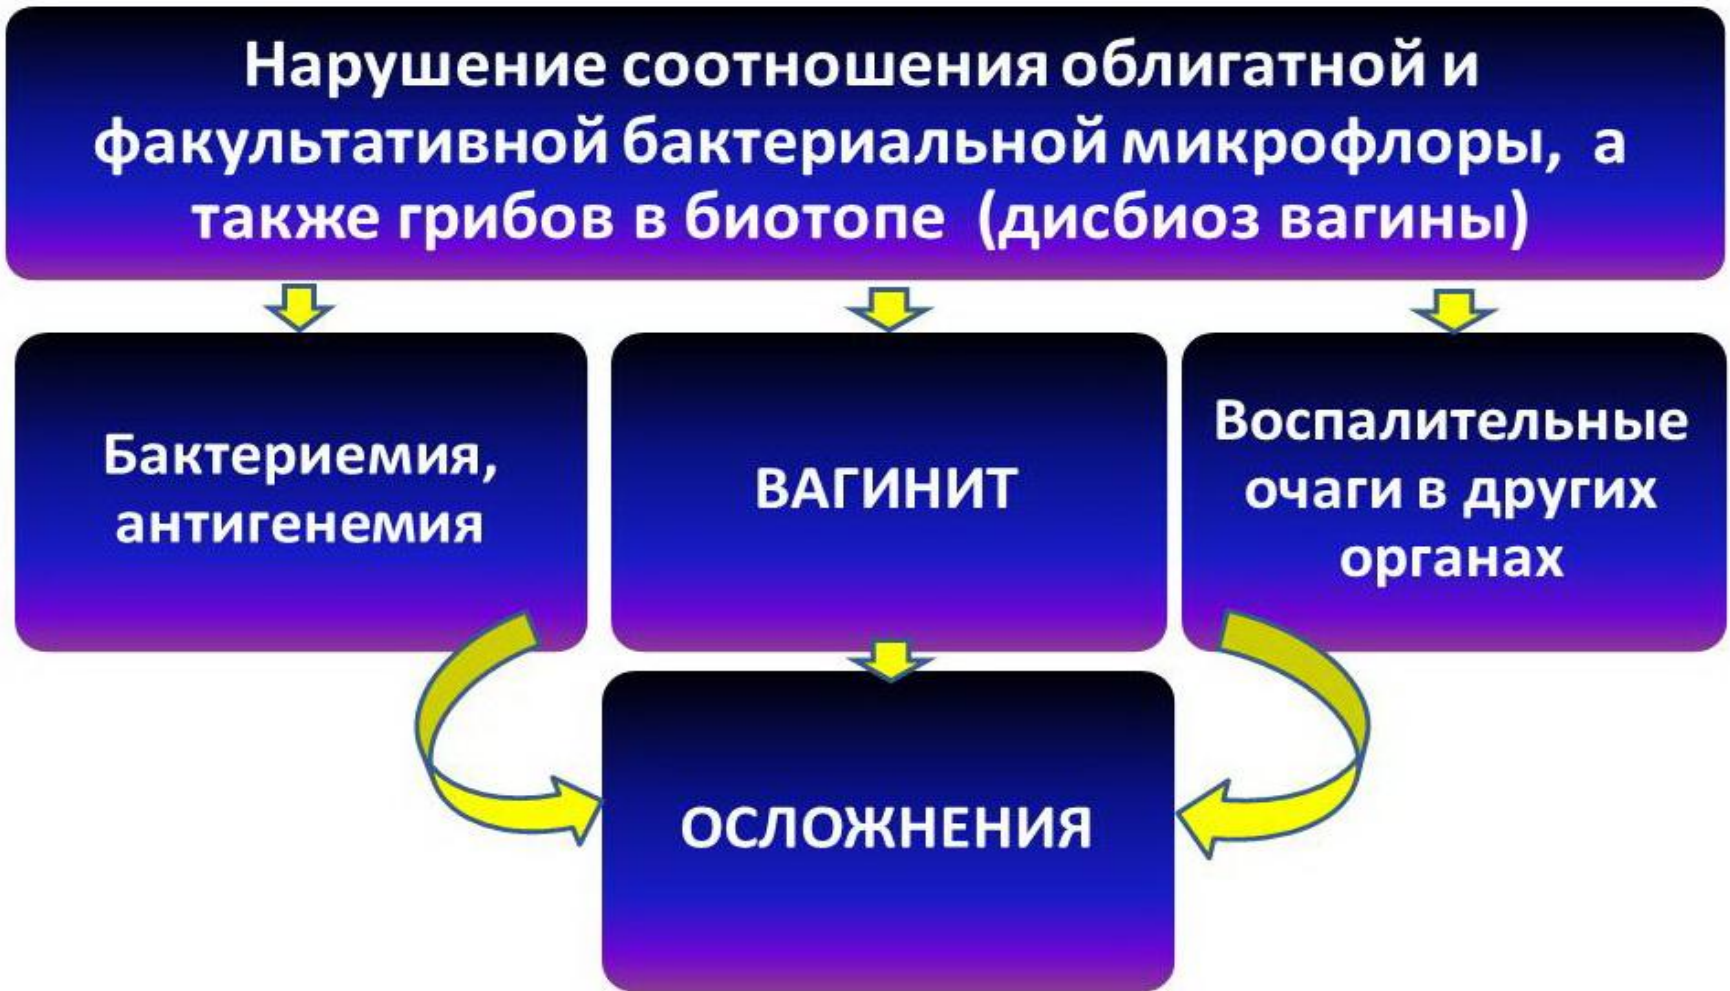 Нарушение соотношения облигатной и
факультативной бактериальной микрофлоры, а
также грибов в биотопе (дисбиоз вагины)
Бактериемия,
антигенемия
ВАГИНИТ
Воспалительные
очаги в других
органах
ОСЛОЖНЕНИЯ